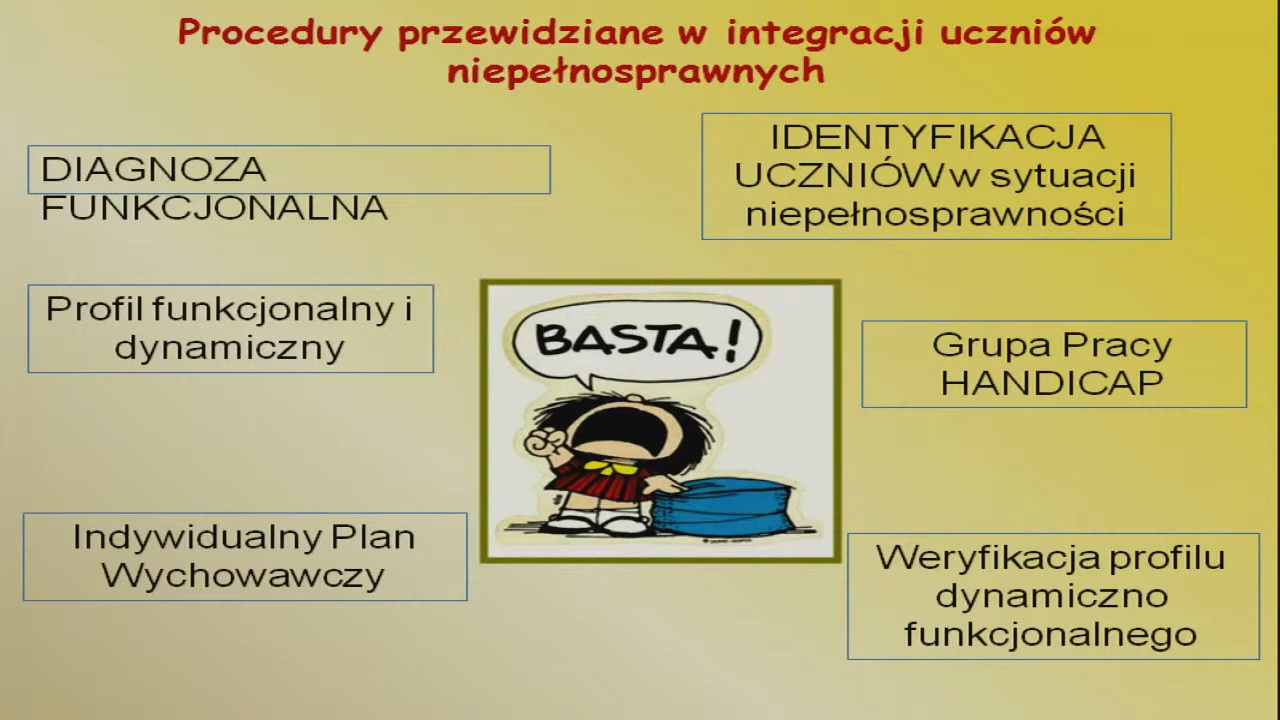 Procedury przewidziane w integracji uczniów
niepełnosprawnych
DIAGNOZA
FUNKCJONALNA
IDENTYFIKACJA
UCZNIÓW w sytuacji
niepełnosprawności
Profil funkcjonalny i
dynamiczny
BASTA!
Grupa Pracy
HANDICAP
Indywidualny Plan
Wychowawczy
Weryfikacja profilu
dynamiczno
funkcjonalnego